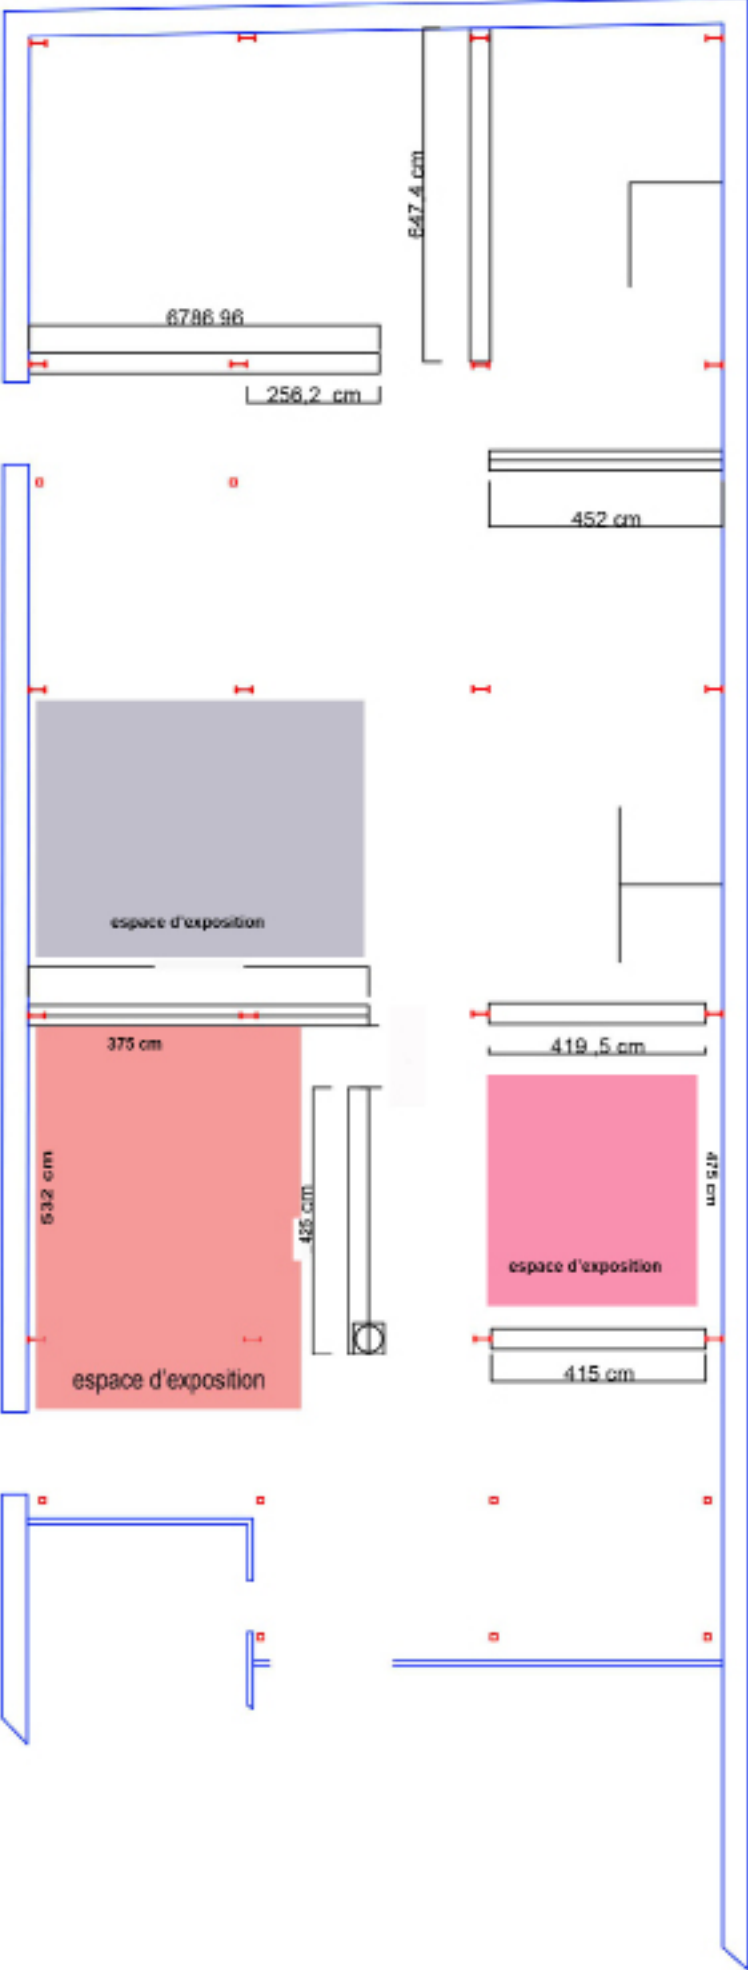 647,4 cm
6786 96
256,2 cm
452 cm
espace d'exposition
375 cm
419 ,5 cm
532 cm
475 cm
425 cm
espace d'exposition
415 cm
espace d'exposition